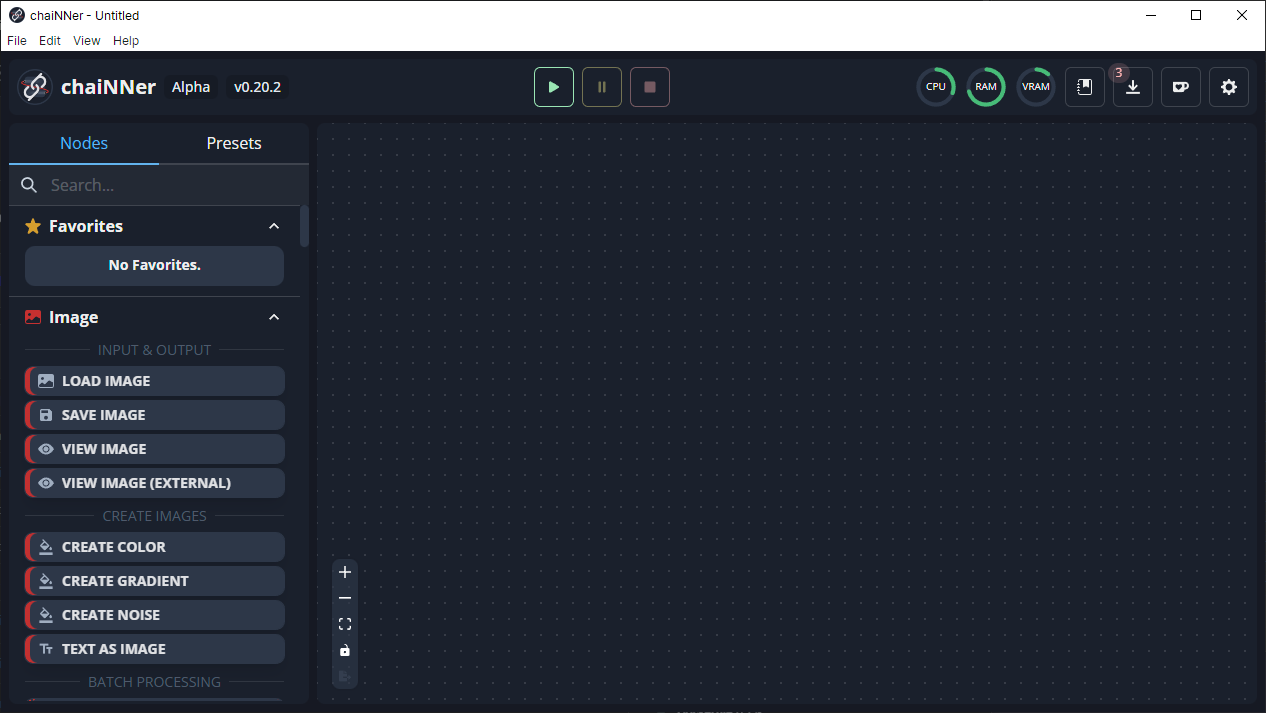 chaiNNer - Untitled
File Edit View Help
chaiNNer Alpha v0.20.2
CPU RAM VRAM 3
Nodes Presets
Search...
Favorites
No Favorites.
Image
INPUT & OUTPUT
LOAD IMAGE
SAVE IMAGE
VIEW IMAGE
VIEW IMAGE (EXTERNAL)
CREATE IMAGES
CREATE COLOR
CREATE GRADIENT
CREATE NOISE
TEXT AS IMAGE
BATCH PROCESSING